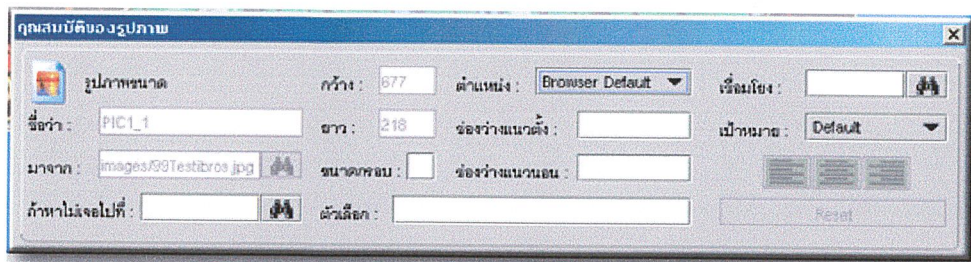 คุณสมบัติของรูปภาพ
รูปภาพขนาด กว้าง : 677 ตำแหน่ง : Browser Default เชื่อมโยง :
ชื่อว่า : PIC1_1 ยาว : 218 ช่องว่างแนวตั้ง : เป้าหมาย : Default
มาจาก : images/99Testibros.jpg ขนาดกรอบ : ช่องว่างแนวนอน :
ถ้าหาไม่เจอไปที่ : ตัวเลือก : Reset